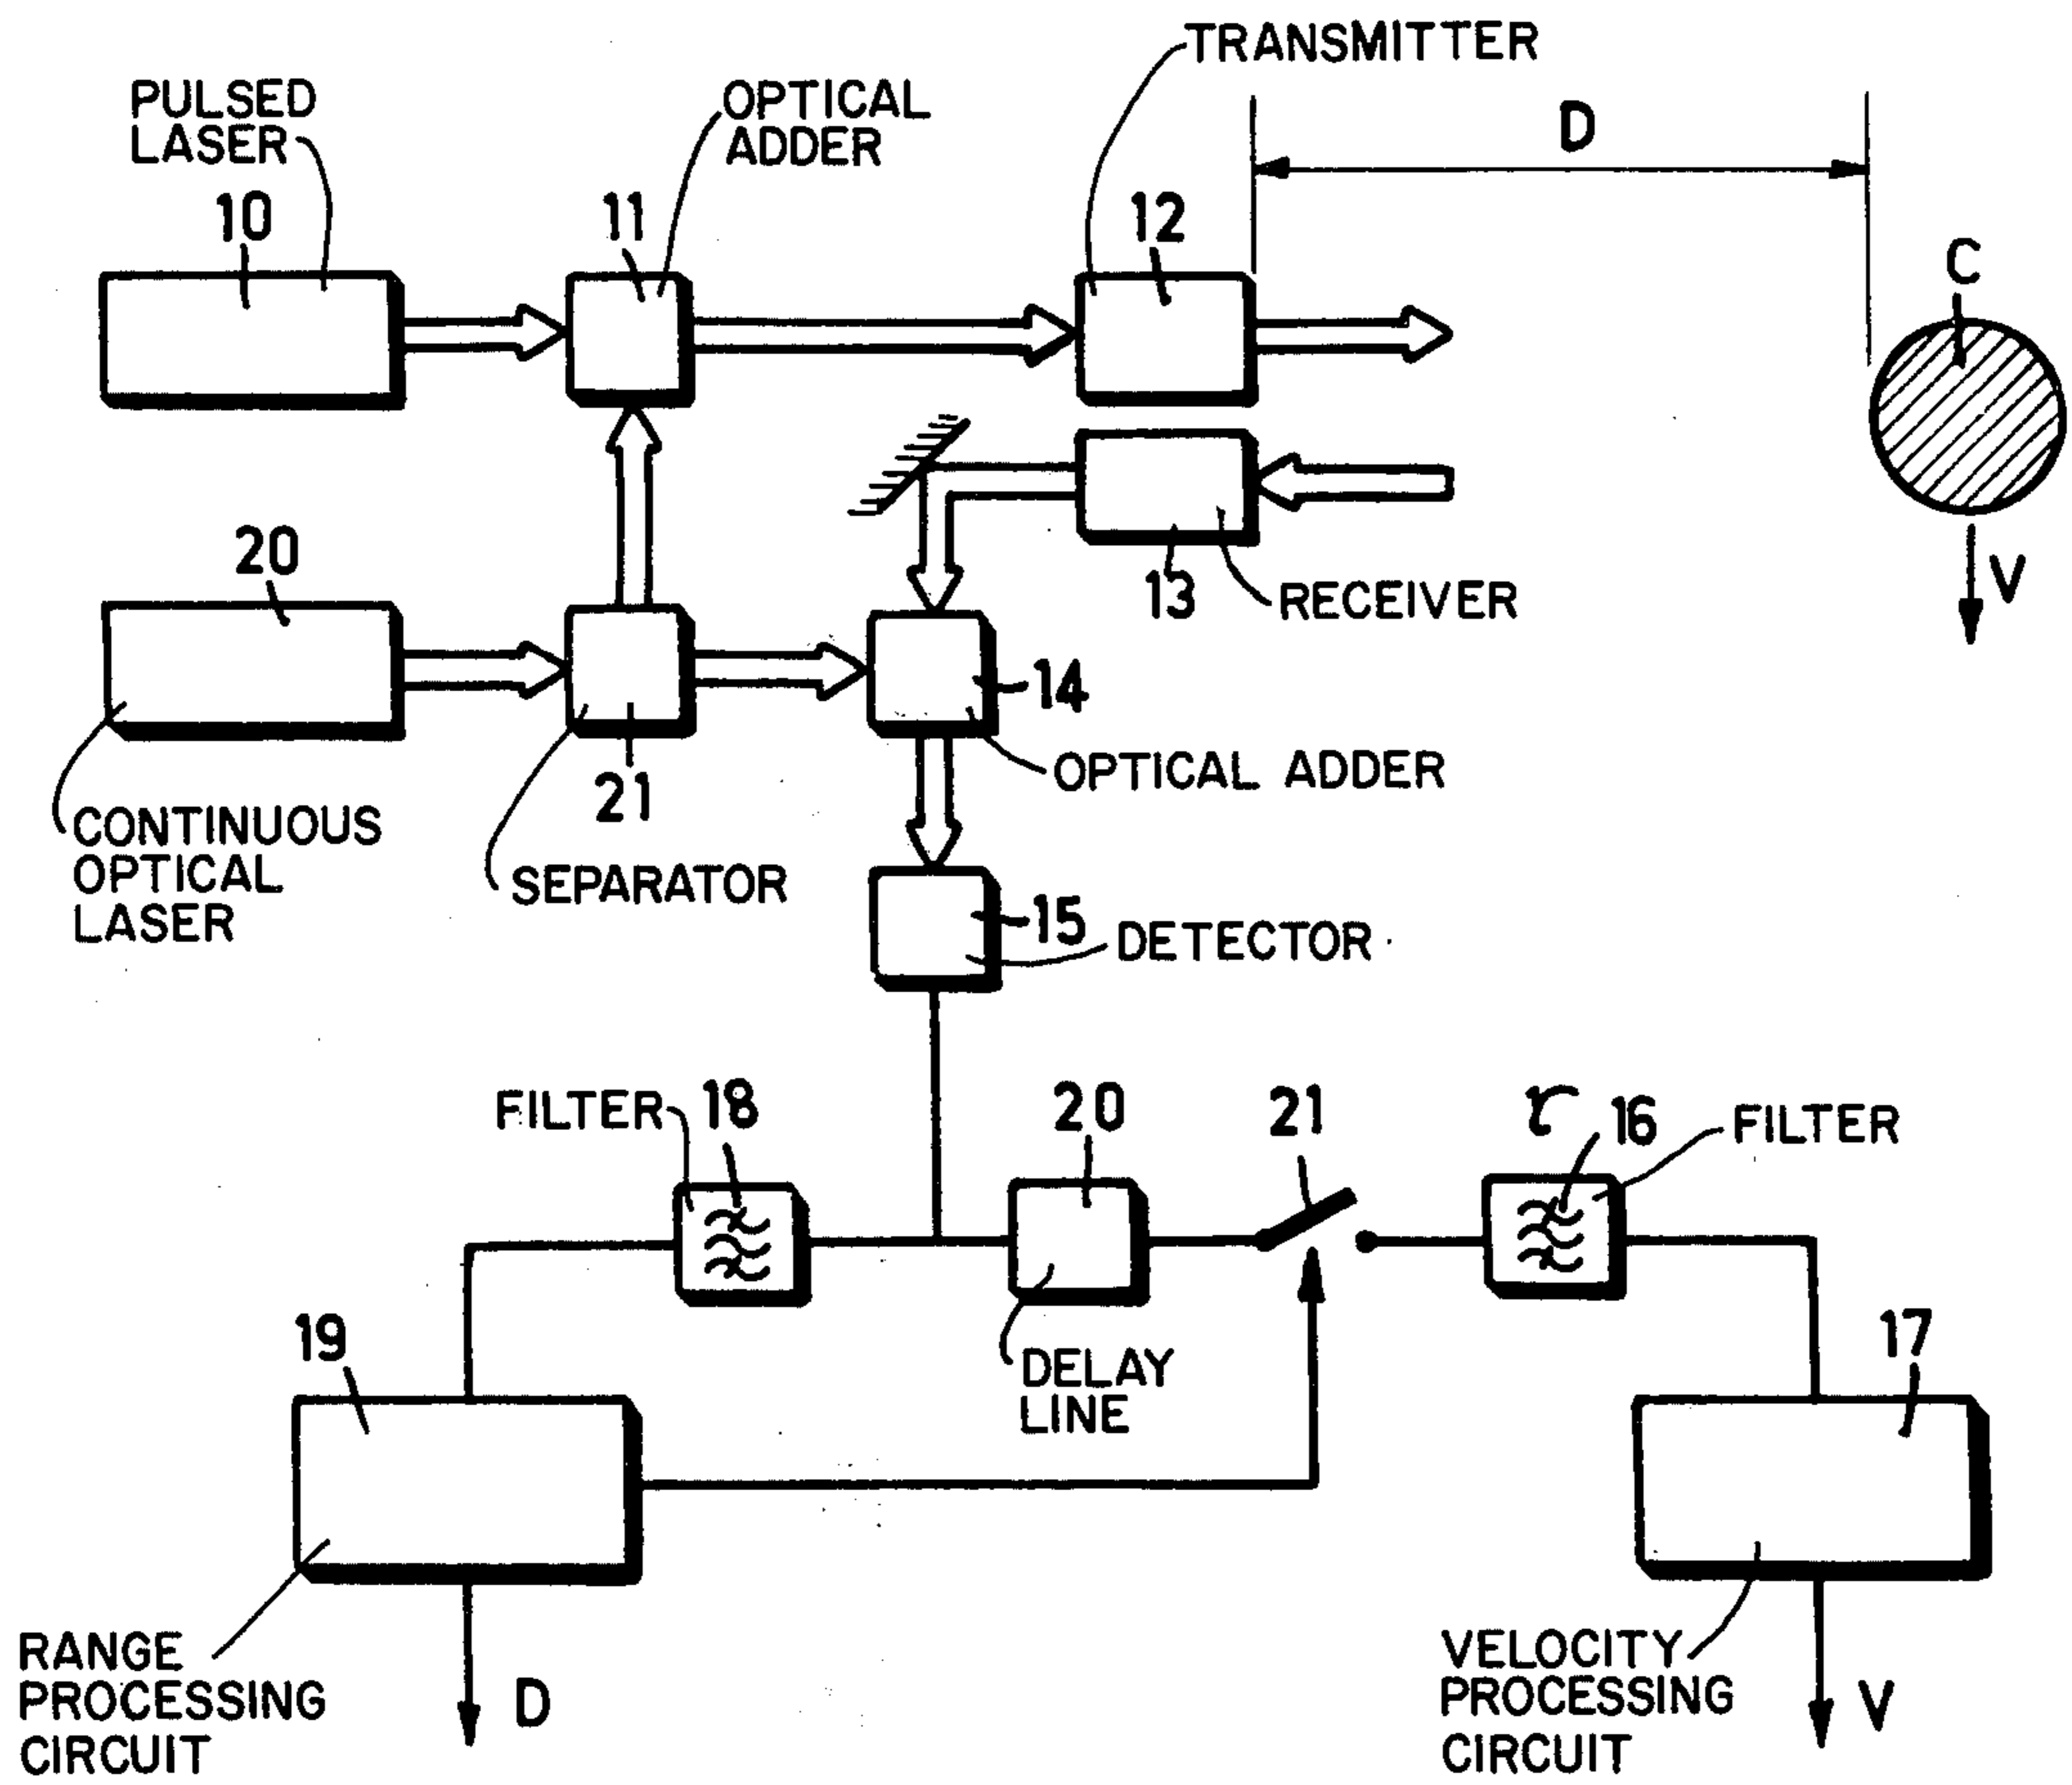 TRANSMITTER
PULSED
LASER
OPTICAL
ADDER
D
10
11
12
C
20
13
RECEIVER
V
14
21
OPTICAL ADDER
CONTINUOUS
OPTICAL
LASER
SEPARATOR
15
DETECTOR
FILTER
18
20
21
τ
16
FILTER
19
DELAY
LINE
17
RANGE
PROCESSING
CIRCUIT
D
VELOCITY
PROCESSING
CIRCUIT
V